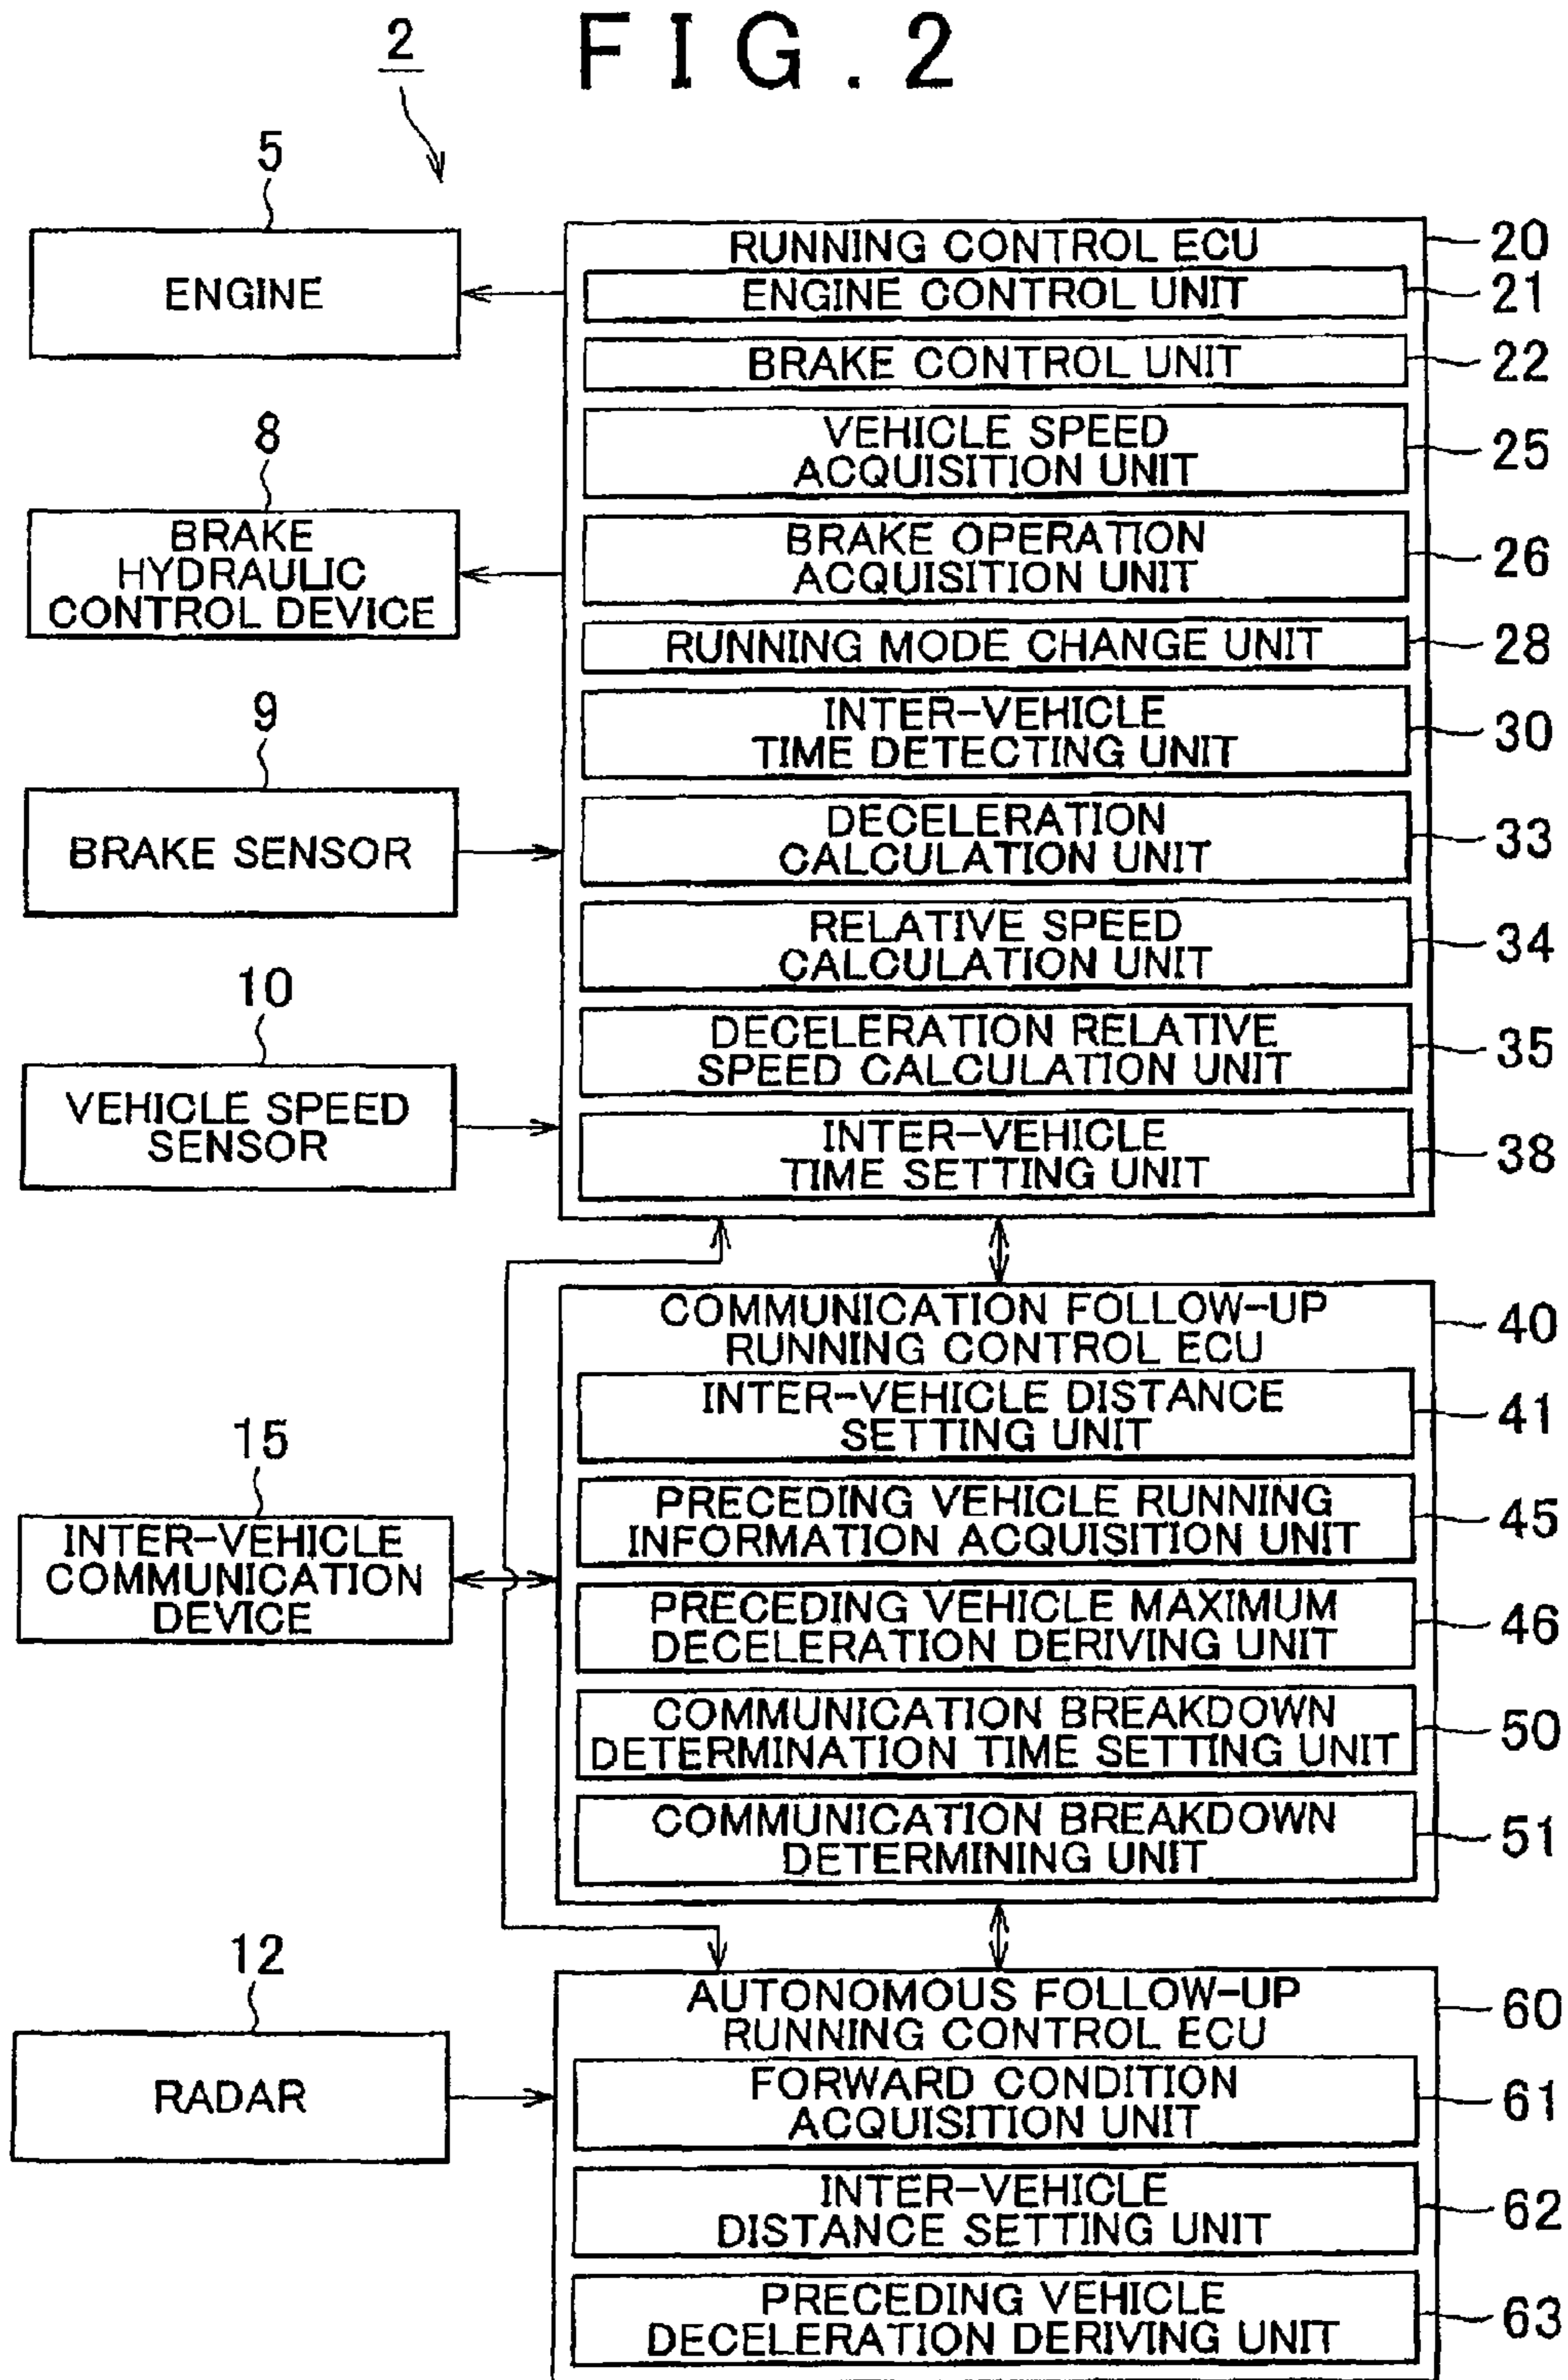 FIG.2
2
5
ENGINE
8
BRAKE
HYDRAULIC
CONTROL DEVICE
9
BRAKE SENSOR
10
VEHICLE SPEED
SENSOR
RUNNING CONTROL ECU
20
ENGINE CONTROL UNIT
21
BRAKE CONTROL UNIT
22
VEHICLE SPEED
ACQUISITION UNIT
25
BRAKE OPERATION
ACQUISITION UNIT
26
RUNNING MODE CHANGE UNIT
28
INTER-VEHICLE
TIME DETECTING UNIT
30
DECELERATION
CALCULATION UNIT
33
RELATIVE SPEED
CALCULATION UNIT
34
DECELERATION RELATIVE
SPEED CALCULATION UNIT
35
INTER-VEHICLE
TIME SETTING UNIT
38
15
INTER-VEHICLE
COMMUNICATION
DEVICE
COMMUNICATION FOLLOW-UP
RUNNING CONTROL ECU
40
INTER-VEHICLE DISTANCE
SETTING UNIT
41
PRECEDING VEHICLE RUNNING
INFORMATION ACQUISITION UNIT
45
PRECEDING VEHICLE MAXIMUM
DECELERATION DERIVING UNIT
46
COMMUNICATION BREAKDOWN
DETERMINATION TIME SETTING UNIT
50
COMMUNICATION BREAKDOWN
DETERMINING UNIT
51
12
RADAR
AUTONOMOUS FOLLOW-UP
RUNNING CONTROL ECU
60
FORWARD CONDITION
ACQUISITION UNIT
61
INTER-VEHICLE
DISTANCE SETTING UNIT
62
PRECEDING VEHICLE
DECELERATION DERIVING UNIT
63